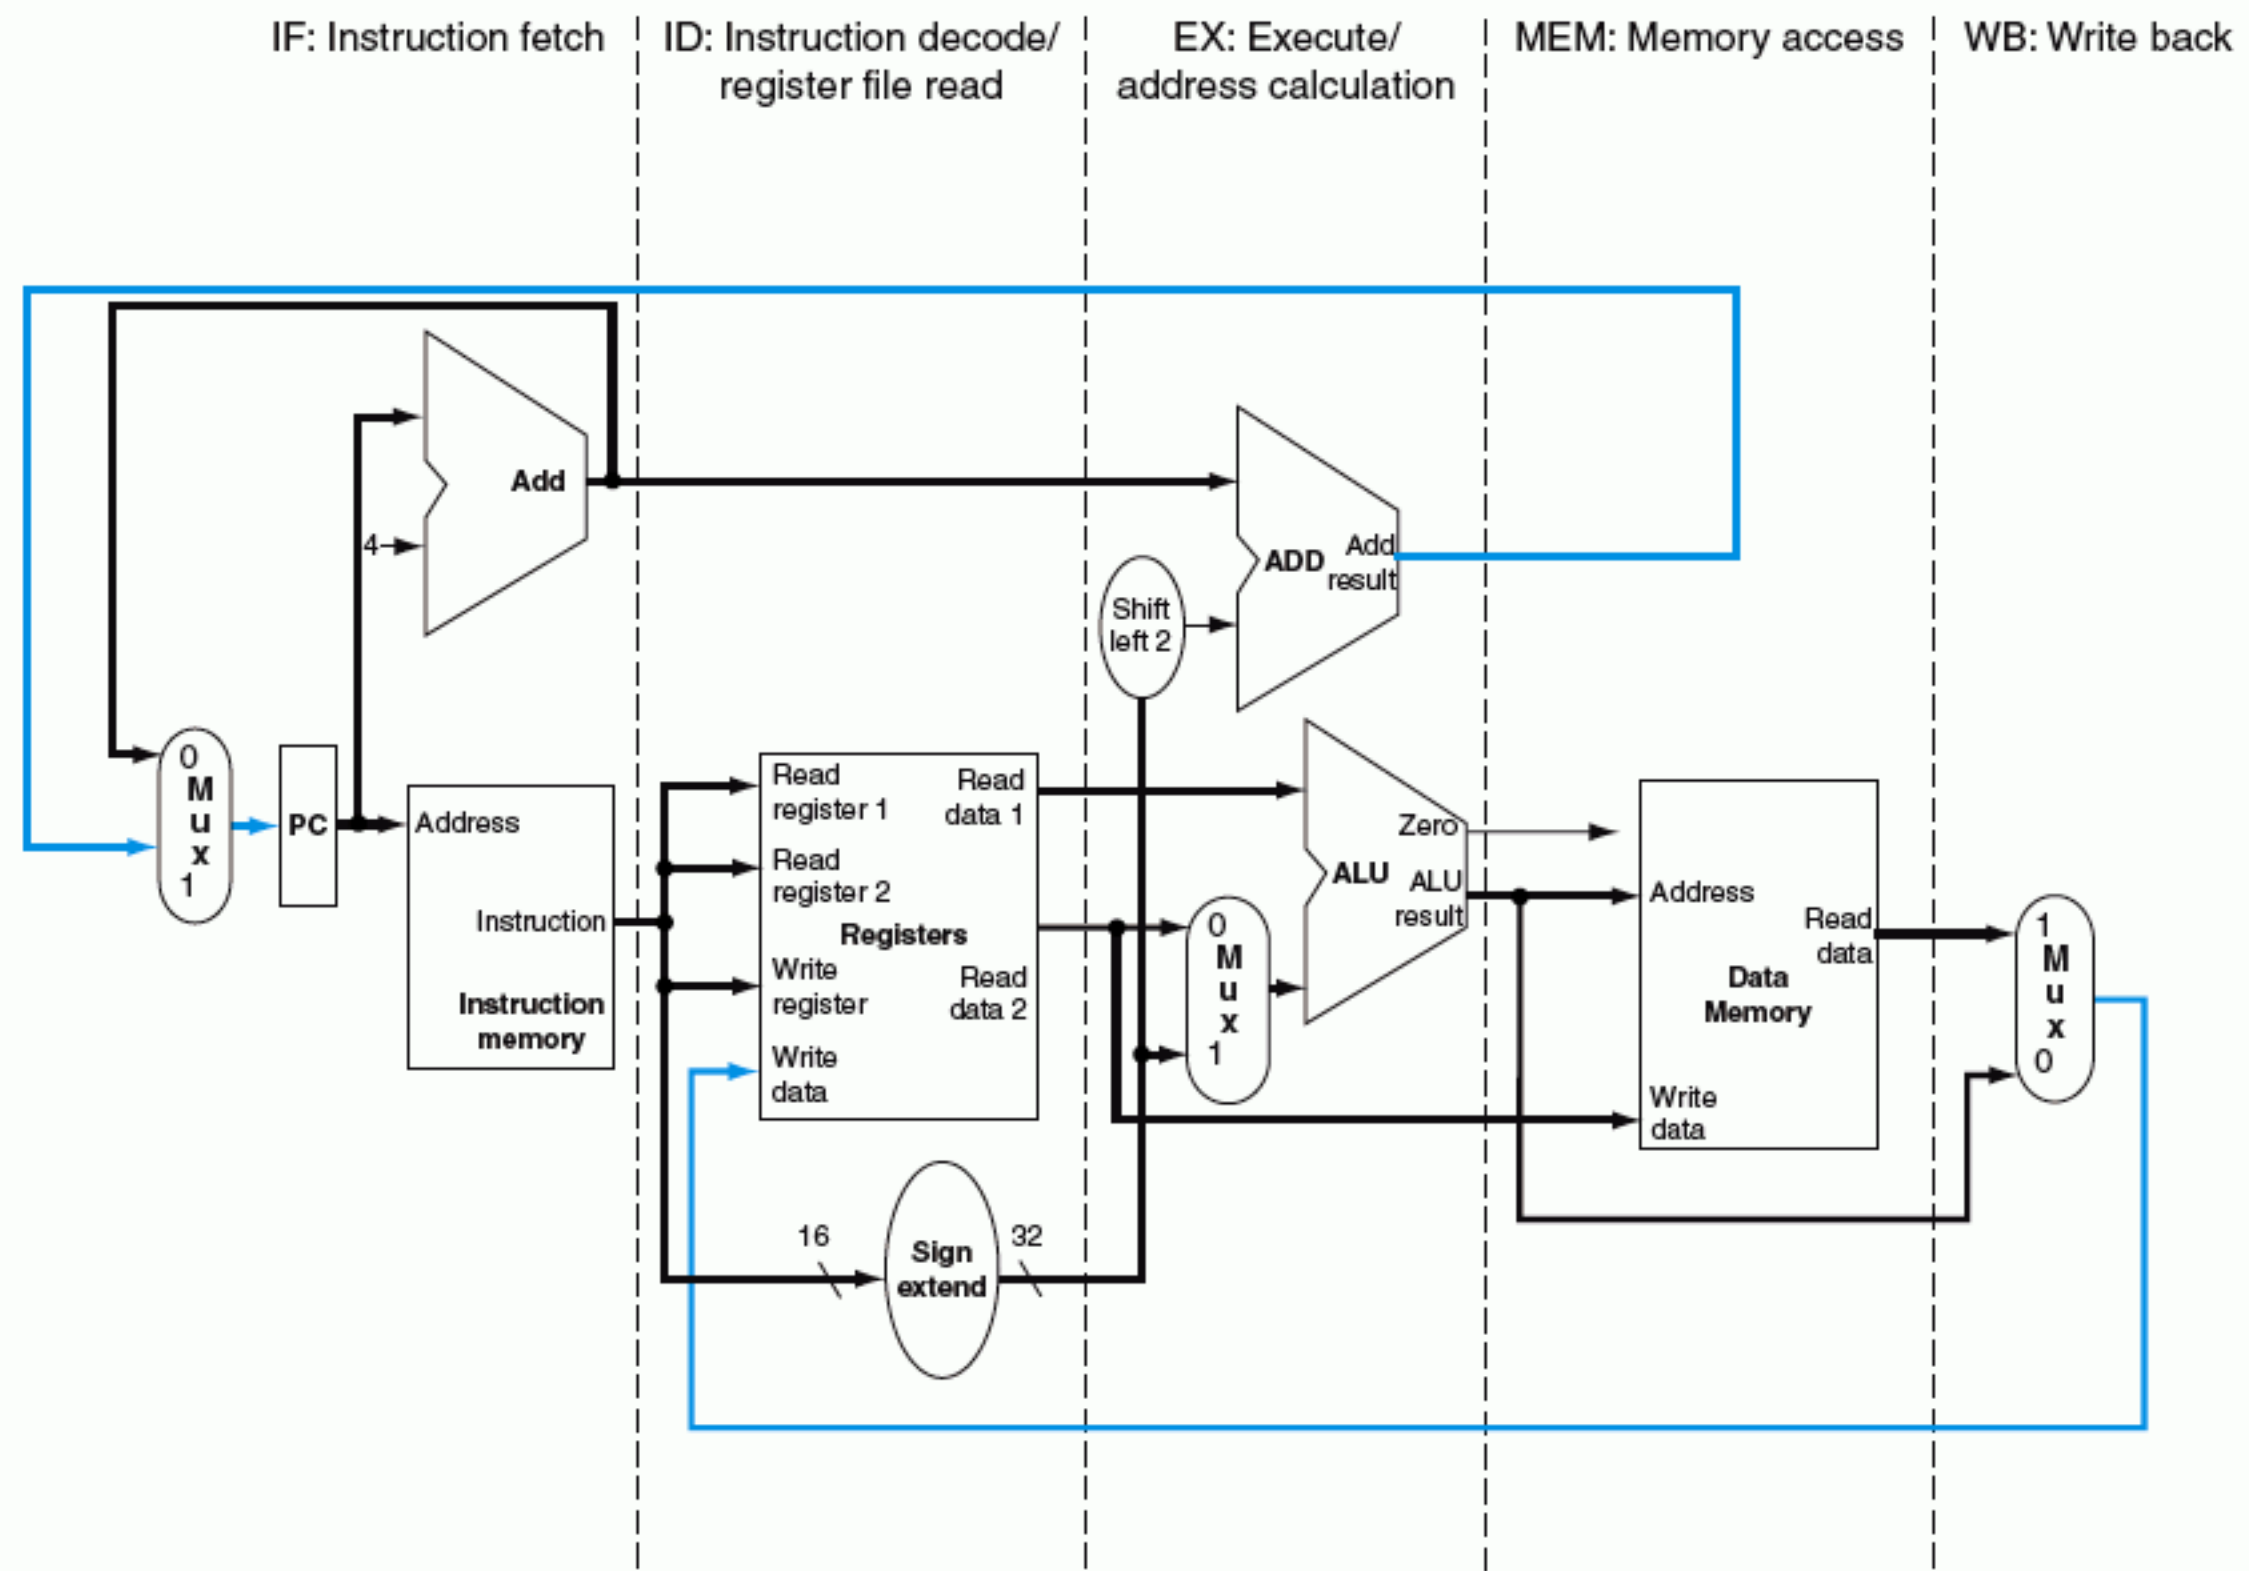 IF: Instruction fetch
ID: Instruction decode/
register file read
EX: Execute/
address calculation
MEM: Memory access
WB: Write back
Add
4
Add
ADD
result
Shift
left 2
0
M
u
x
1
PC
Address
Instruction
Instruction
memory
Read
register 1
Read
data 1
Read
register 2
Registers
Write
register
Read
data 2
Write
data
Zero
ALU
ALU
result
0
M
u
x
1
Address
Read
data
Data
Memory
Write
data
1
M
u
x
0
16
Sign
extend
32